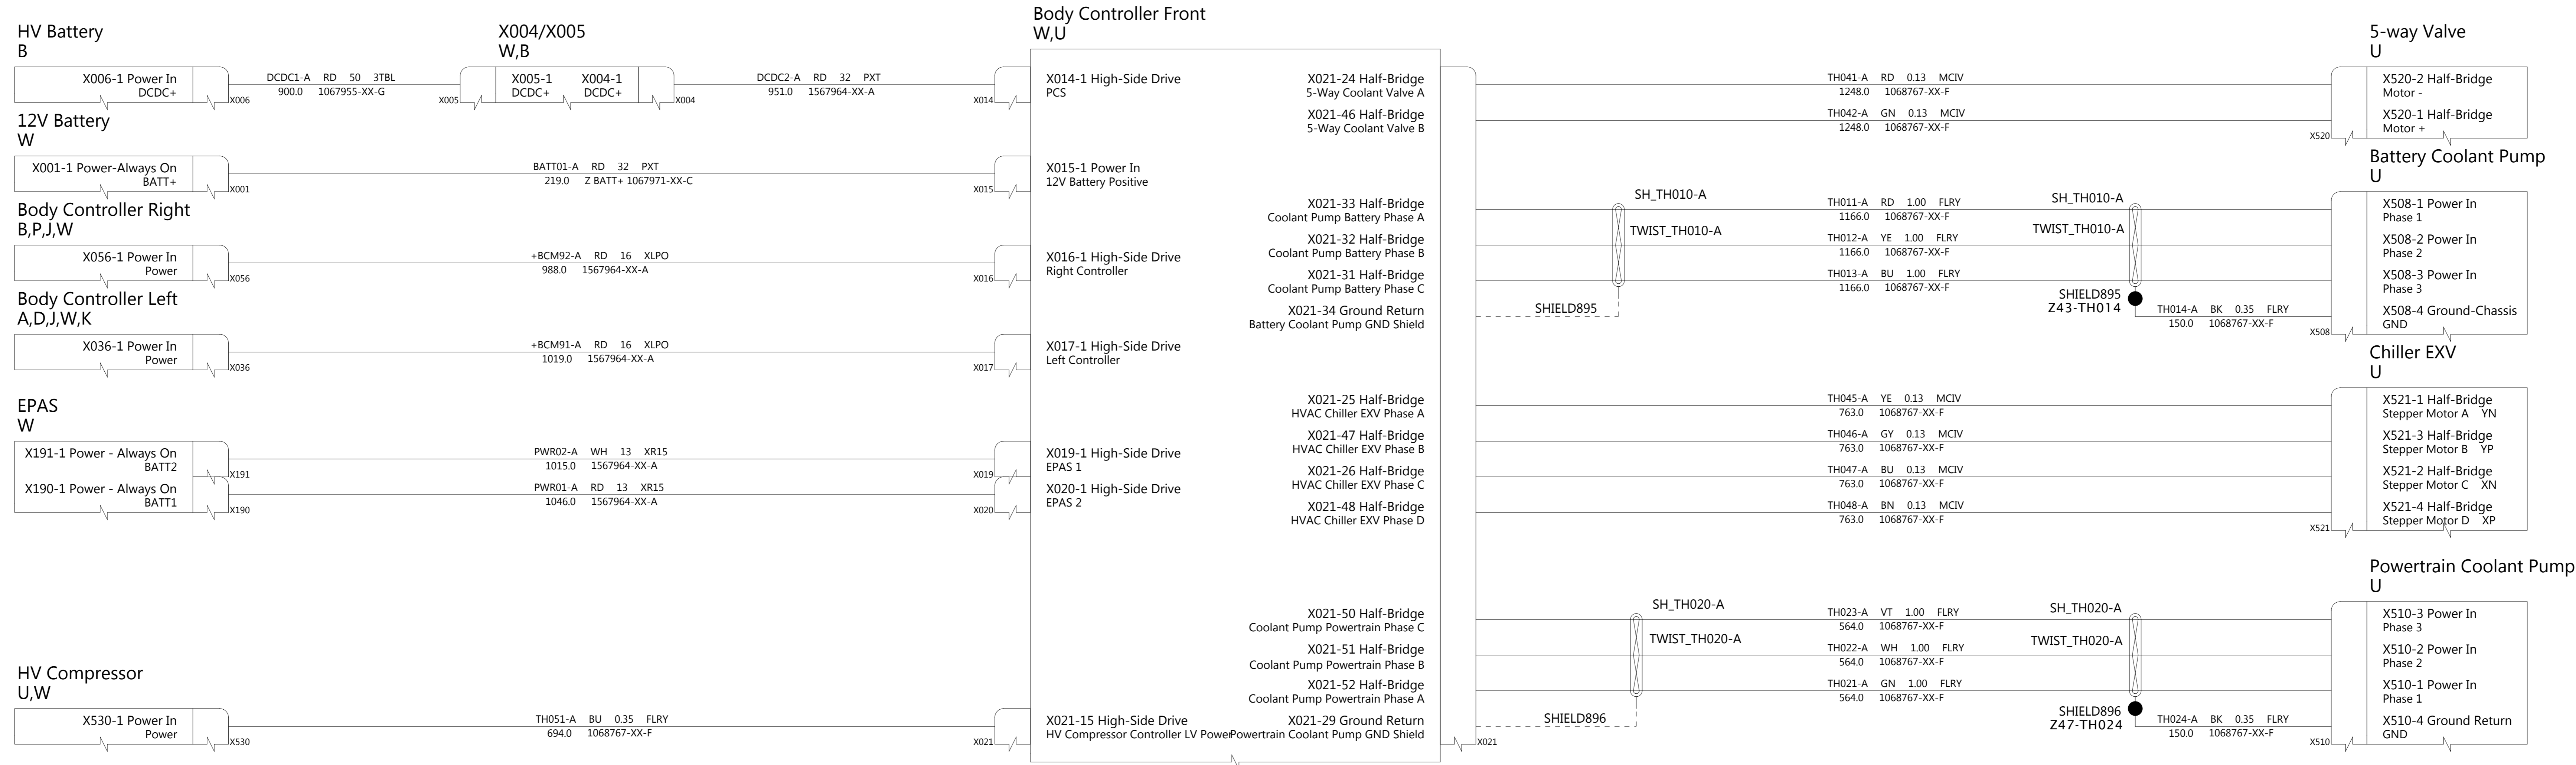 HV Battery
B
X006-1 Power In
DCDC+
X006
DCDC1-A RD 50 3TBL
900.0 1067955-XX-G
X004/X005
W,B
X005
X005-1 X004-1
DCDC+ DCDC+
X004
DCDC2-A RD 32 PXT
951.0 1567964-XX-A
X014
12V Battery
W
X001-1 Power-Always On
BATT+
X001
BATT01-A RD 32 PXT
219.0 Z BATT+ 1067971-XX-C
X015
Body Controller Right
B,P,J,W
X056-1 Power In
Power
X056
+BCM92-A RD 16 XLPO
988.0 1567964-XX-A
X016
Body Controller Left
A,D,J,W,K
X036-1 Power In
Power
X036
+BCM91-A RD 16 XLPO
1019.0 1567964-XX-A
X017
EPAS
W
X191-1 Power - Always On
BATT2
X191
PWR02-A WH 13 XR15
1015.0 1567964-XX-A
X019
X190-1 Power - Always On
BATT1
X190
PWR01-A RD 13 XR15
1046.0 1567964-XX-A
X020
HV Compressor
U,W
X530-1 Power In
Power
X530
TH051-A BU 0.35 FLRY
694.0 1068767-XX-F
X021
Body Controller Front
W,U
X014-1 High-Side Drive
PCS
X015-1 Power In
12V Battery Positive
X016-1 High-Side Drive
Right Controller
X017-1 High-Side Drive
Left Controller
X019-1 High-Side Drive
EPAS 1
X020-1 High-Side Drive
EPAS 2
X021-15 High-Side Drive
HV Compressor Controller LV Power
X021-24 Half-Bridge
5-Way Coolant Valve A
X021-46 Half-Bridge
5-Way Coolant Valve B
X021-33 Half-Bridge
Coolant Pump Battery Phase A
X021-32 Half-Bridge
Coolant Pump Battery Phase B
X021-31 Half-Bridge
Coolant Pump Battery Phase C
X021-34 Ground Return
Battery Coolant Pump GND Shield
X021-25 Half-Bridge
HVAC Chiller EXV Phase A
X021-47 Half-Bridge
HVAC Chiller EXV Phase B
X021-26 Half-Bridge
HVAC Chiller EXV Phase C
X021-48 Half-Bridge
HVAC Chiller EXV Phase D
X021-50 Half-Bridge
Coolant Pump Powertrain Phase C
X021-51 Half-Bridge
Coolant Pump Powertrain Phase B
X021-52 Half-Bridge
Coolant Pump Powertrain Phase A
X021-29 Ground Return
Powertrain Coolant Pump GND Shield
X021
TH041-A RD 0.13 MCIV
1248.0 1068767-XX-F
TH042-A GN 0.13 MCIV
1248.0 1068767-XX-F
5-way Valve
U
X520-2 Half-Bridge
Motor -
X520-1 Half-Bridge
Motor +
X520
SH_TH010-A
TWIST_TH010-A
SHIELD895
TH011-A RD 1.00 FLRY
1166.0 1068767-XX-F
TH012-A YE 1.00 FLRY
1166.0 1068767-XX-F
TH013-A BU 1.00 FLRY
1166.0 1068767-XX-F
SH_TH010-A
TWIST_TH010-A
SHIELD895
Z43-TH014
TH014-A BK 0.35 FLRY
150.0 1068767-XX-F
Battery Coolant Pump
U
X508-1 Power In
Phase 1
X508-2 Power In
Phase 2
X508-3 Power In
Phase 3
X508-4 Ground-Chassis
GND
X508
TH045-A YE 0.13 MCIV
763.0 1068767-XX-F
TH046-A GY 0.13 MCIV
763.0 1068767-XX-F
TH047-A BU 0.13 MCIV
763.0 1068767-XX-F
TH048-A BN 0.13 MCIV
763.0 1068767-XX-F
Chiller EXV
U
X521-1 Half-Bridge
Stepper Motor A YN
X521-3 Half-Bridge
Stepper Motor B YP
X521-2 Half-Bridge
Stepper Motor C XN
X521-4 Half-Bridge
Stepper Motor D XP
X521
SH_TH020-A
TWIST_TH020-A
SHIELD896
TH023-A VT 1.00 FLRY
564.0 1068767-XX-F
TH022-A WH 1.00 FLRY
564.0 1068767-XX-F
TH021-A GN 1.00 FLRY
564.0 1068767-XX-F
SH_TH020-A
TWIST_TH020-A
SHIELD896
Z47-TH024
TH024-A BK 0.35 FLRY
150.0 1068767-XX-F
Powertrain Coolant Pump
U
X510-3 Power In
Phase 3
X510-2 Power In
Phase 2
X510-1 Power In
Phase 1
X510-4 Ground Return
GND
X510